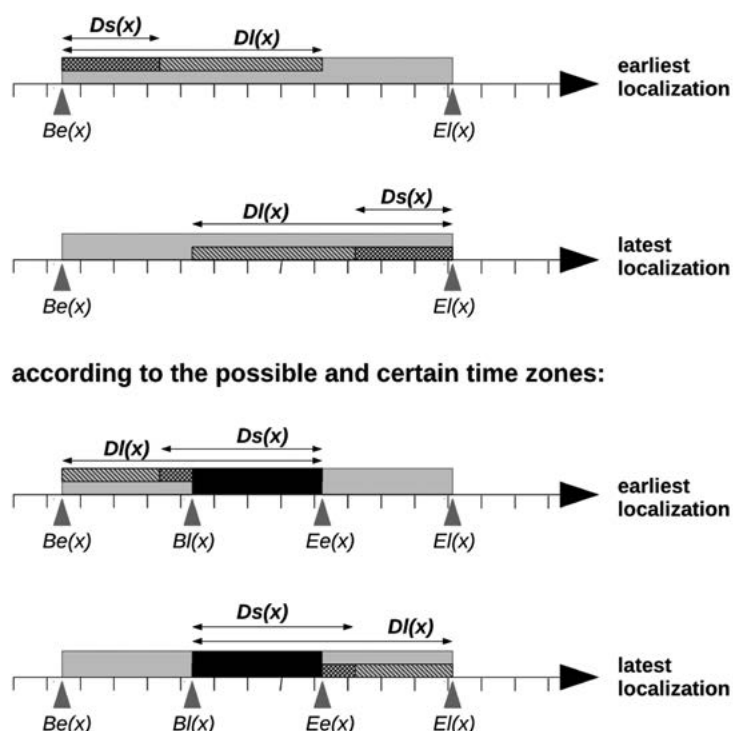 Ds(x)
Dl(x)
earliest
localization
Be(x)
El(x)
Ds(x)
Dl(x)
latest
localization
Be(x)
El(x)
according to the possible and certain time zones:
Ds(x)
Dl(x)
earliest
localization
Be(x)
Bl(x)
Ee(x)
El(x)
Ds(x)
Dl(x)
latest
localization
Be(x)
Bl(x)
Ee(x)
El(x)